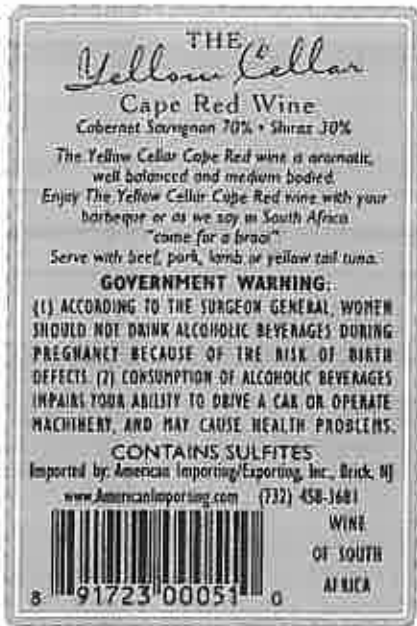 THE
Yellow Cellar
Cape Red Wine
Cabernet Sauvignon 70% • Shiraz 30%
The Yellow Cellar Cape Red wine is aromatic,
well balanced and medium bodied.
Enjoy The Yellow Cellar Cape Red wine with your
barbeque or as we say in South Africa
"come for a braai"
Serve with beef, pork, lamb or yellow tail tuna.
GOVERNMENT WARNING:
(1) ACCORDING TO THE SURGEON GENERAL, WOMEN
SHOULD NOT DRINK ALCOHOLIC BEVERAGES DURING
PREGNANCY BECAUSE OF THE RISK OF BIRTH
DEFECTS. (2) CONSUMPTION OF ALCOHOLIC BEVERAGES
IMPAIRS YOUR ABILITY TO DRIVE A CAR OR OPERATE
MACHINERY, AND MAY CAUSE HEALTH PROBLEMS.
CONTAINS SULFITES
Imported by: American Importing/Exporting, Inc., Brick, NJ
www.AmericanImporting.com (732) 458-3681
WINE
OF SOUTH
AFRICA
8 91723 00051 0